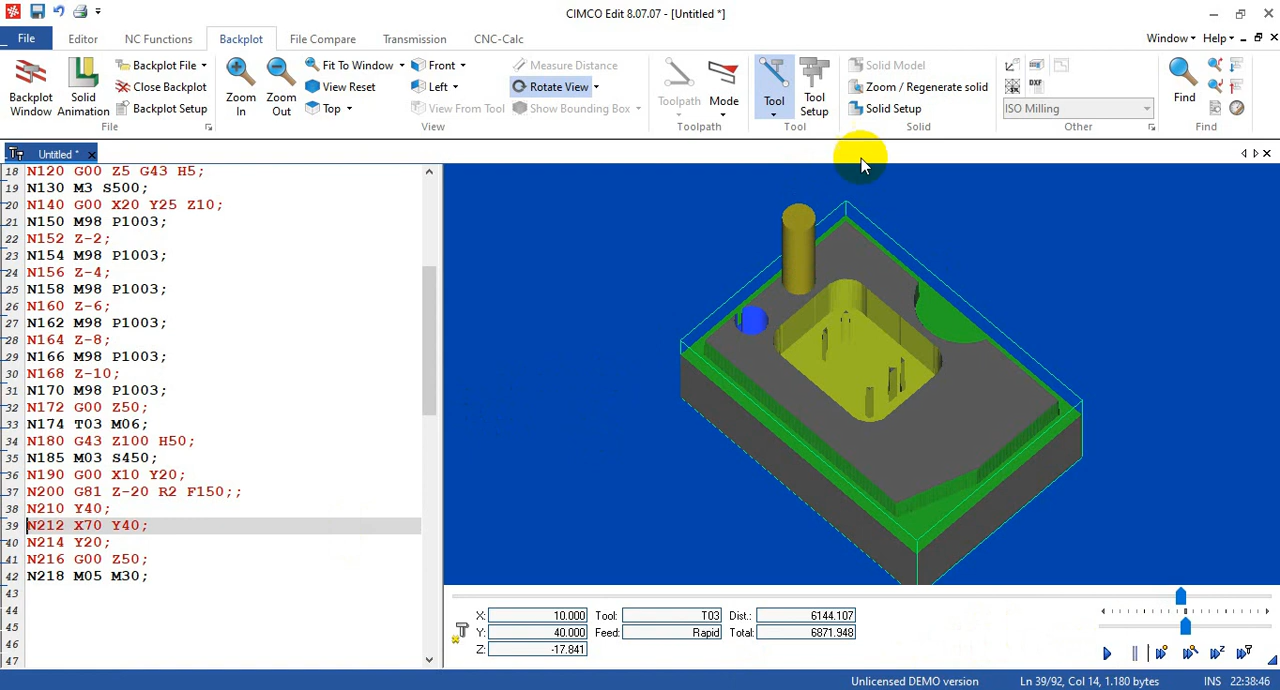 CIMCO Edit 8.07.07 - [Untitled *]
File Editor NC Functions Backplot File Compare Transmission CNC-Calc Window Help
Backplot Window
Solid Animation
Backplot File
Close Backplot
Backplot Setup
File
Zoom In
Zoom Out
Fit To Window
View Reset
Top
Front
Left
View From Tool
Measure Distance
Rotate View
Show Bounding Box
View
Toolpath
Mode
Toolpath
Tool
Tool Setup
Tool
Solid Model
Zoom / Regenerate solid
Solid Setup
Solid
DXF
ISO Milling
Other
Find
Find
Untitled *
18 N120 G00 Z5 G43 H5;
19 N130 M3 S500;
20 N140 G00 X20 Y25 Z10;
21 N150 M98 P1003;
22 N152 Z-2;
23 N154 M98 P1003;
24 N156 Z-4;
25 N158 M98 P1003;
26 N160 Z-6;
27 N162 M98 P1003;
28 N164 Z-8;
29 N166 M98 P1003;
30 N168 Z-10;
31 N170 M98 P1003;
32 N172 G00 Z50;
33 N174 T03 M06;
34 N180 G43 Z100 H50;
35 N185 M03 S450;
36 N190 G00 X10 Y20;
37 N200 G81 Z-20 R2 F150;;
38 N210 Y40;
39 N212 X70 Y40;
40 N214 Y20;
41 N216 G00 Z50;
42 N218 M05 M30;
43
44
45
46
47
X: 10.000 Tool: T03 Dist.: 6144.107
Y: 40.000 Feed: Rapid Total: 6871.948
Z: -17.841
Unlicensed DEMO version Ln 39/92, Col 14, 1.180 bytes INS 22:38:46